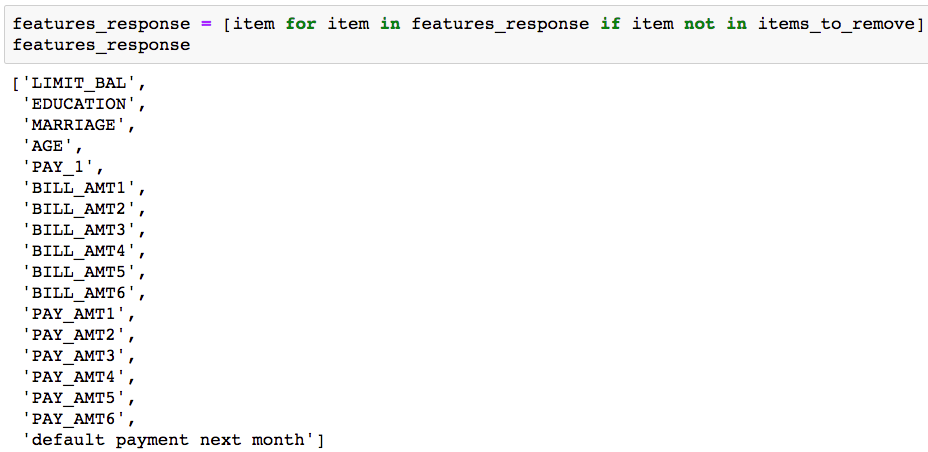 features_response = [item for item in features_response if item not in items_to_remove]
features_response
['LIMIT_BAL',
'EDUCATION',
'MARRIAGE',
'AGE',
'PAY_1',
'BILL_AMT1',
'BILL_AMT2',
'BILL_AMT3',
'BILL_AMT4',
'BILL_AMT5',
'BILL_AMT6',
'PAY_AMT1',
'PAY_AMT2',
'PAY_AMT3',
'PAY_AMT4',
'PAY_AMT5',
'PAY_AMT6',
'default payment next month']